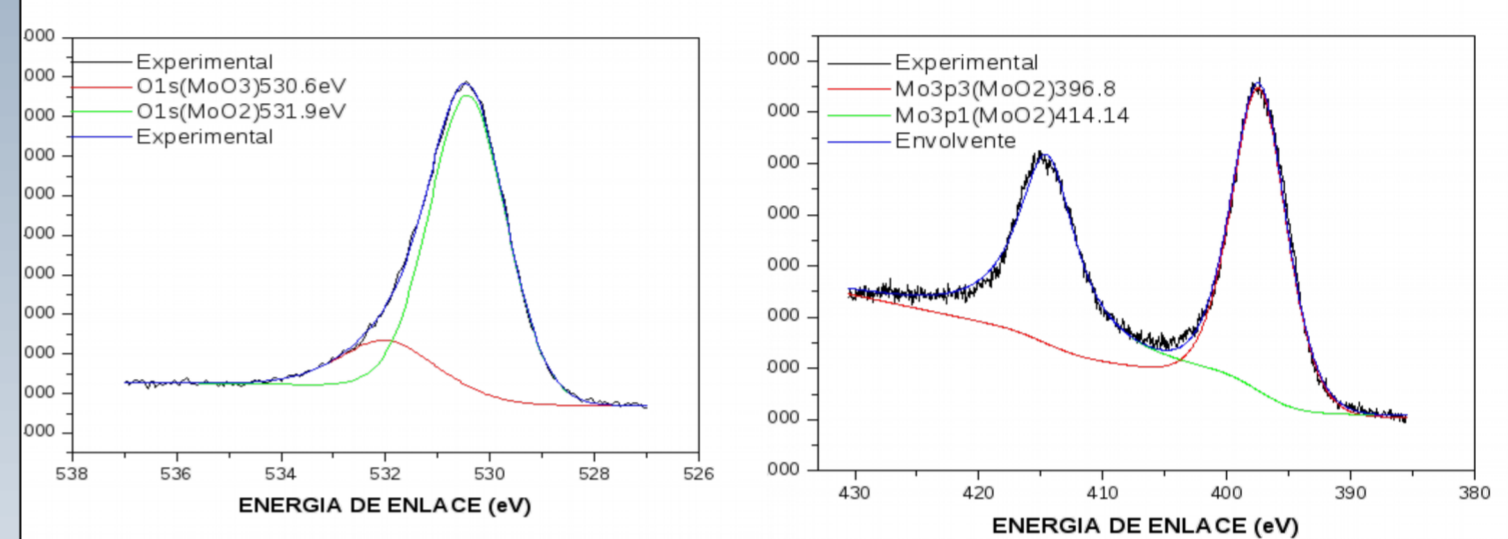 000
000
000
000
000
000
000
000
000
000
000
Experimental
O1s(MoO3)530.6eV
O1s(MoO2)531.9eV
Experimental
538 536 534 532 530 528 526
ENERGIA DE ENLACE (eV)
000
000
000
000
000
000
000
000
000
Experimental
Mo3p3(MoO2)396.8
Mo3p1(MoO2)414.14
Envolvente
430 420 410 400 390 380
ENERGIA DE ENLACE (eV)